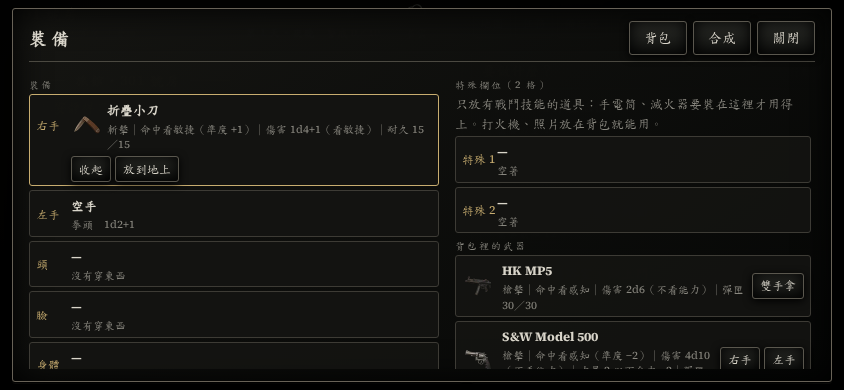 裝備
背包 合成 關閉
裝備
右手
折疊小刀
斬擊｜命中看敏捷（準度 +1）｜傷害 1d4+1（看敏捷）｜耐久 15
／15
收起 放到地上
左手
空手
拳頭 1d2+1
頭
—
沒有穿東西
臉
—
沒有穿東西
身體
—
特殊欄位（2 格）
只放有戰鬥技能的道具：手電筒、滅火器要裝在這裡才用得
上。打火機、照片放在背包就能用。
特殊 1
—
空著
特殊 2
—
空著
背包裡的武器
HK MP5
槍擊｜命中看感知｜傷害 2d6（不看能力）｜彈匣
30／30
雙手拿
S&W Model 500
槍擊｜命中看感知（準度 −2）｜傷害 4d10
右手 左手